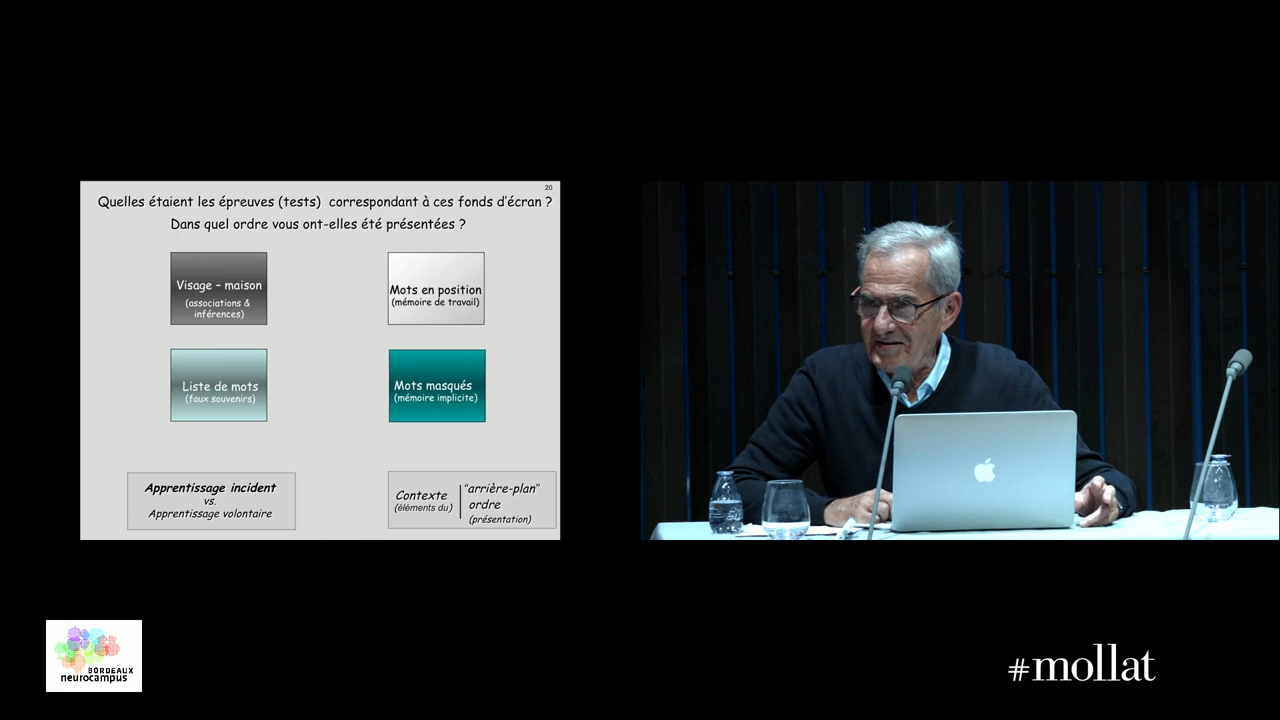 20
Quelles étaient les épreuves (tests) correspondant à ces fonds d'écran ?
Dans quel ordre vous ont-elles été présentées ?
Visage – maison
(associations &
inférences)
Mots en position
(mémoire de travail)
Liste de mots
(faux souvenirs)
Mots masqués
(mémoire implicite)
Apprentissage incident
vs.
Apprentissage volontaire
Contexte
(éléments du)
"arrière-plan"
ordre
(présentation)
BORDEAUX
neurocampus
#mollat